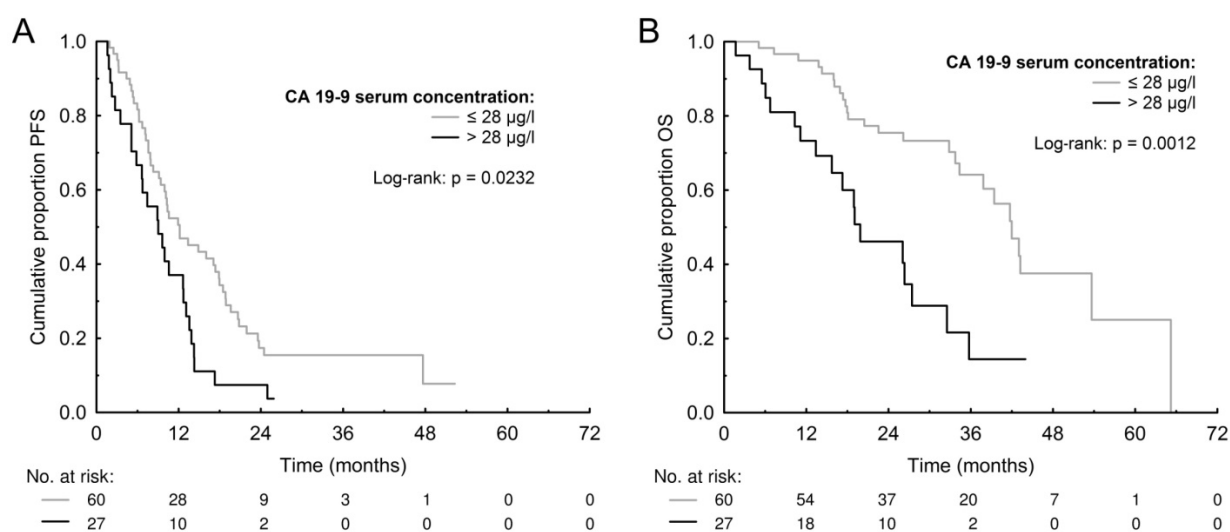 A
Cumulative proportion PFS
1.0
0.8
0.6
0.4
0.2
0.0
CA 19-9 serum concentration:
≤ 28 µg/l
> 28 µg/l
Log-rank: p = 0.0232
0 12 24 36 48 60 72
Time (months)
No. at risk:
60 28 9 3 1 0 0
27 10 2 0 0 0 0
B
Cumulative proportion OS
1.0
0.8
0.6
0.4
0.2
0.0
CA 19-9 serum concentration:
≤ 28 µg/l
> 28 µg/l
Log-rank: p = 0.0012
0 12 24 36 48 60 72
Time (months)
No. at risk:
60 54 37 20 7 1 0
27 18 10 2 0 0 0